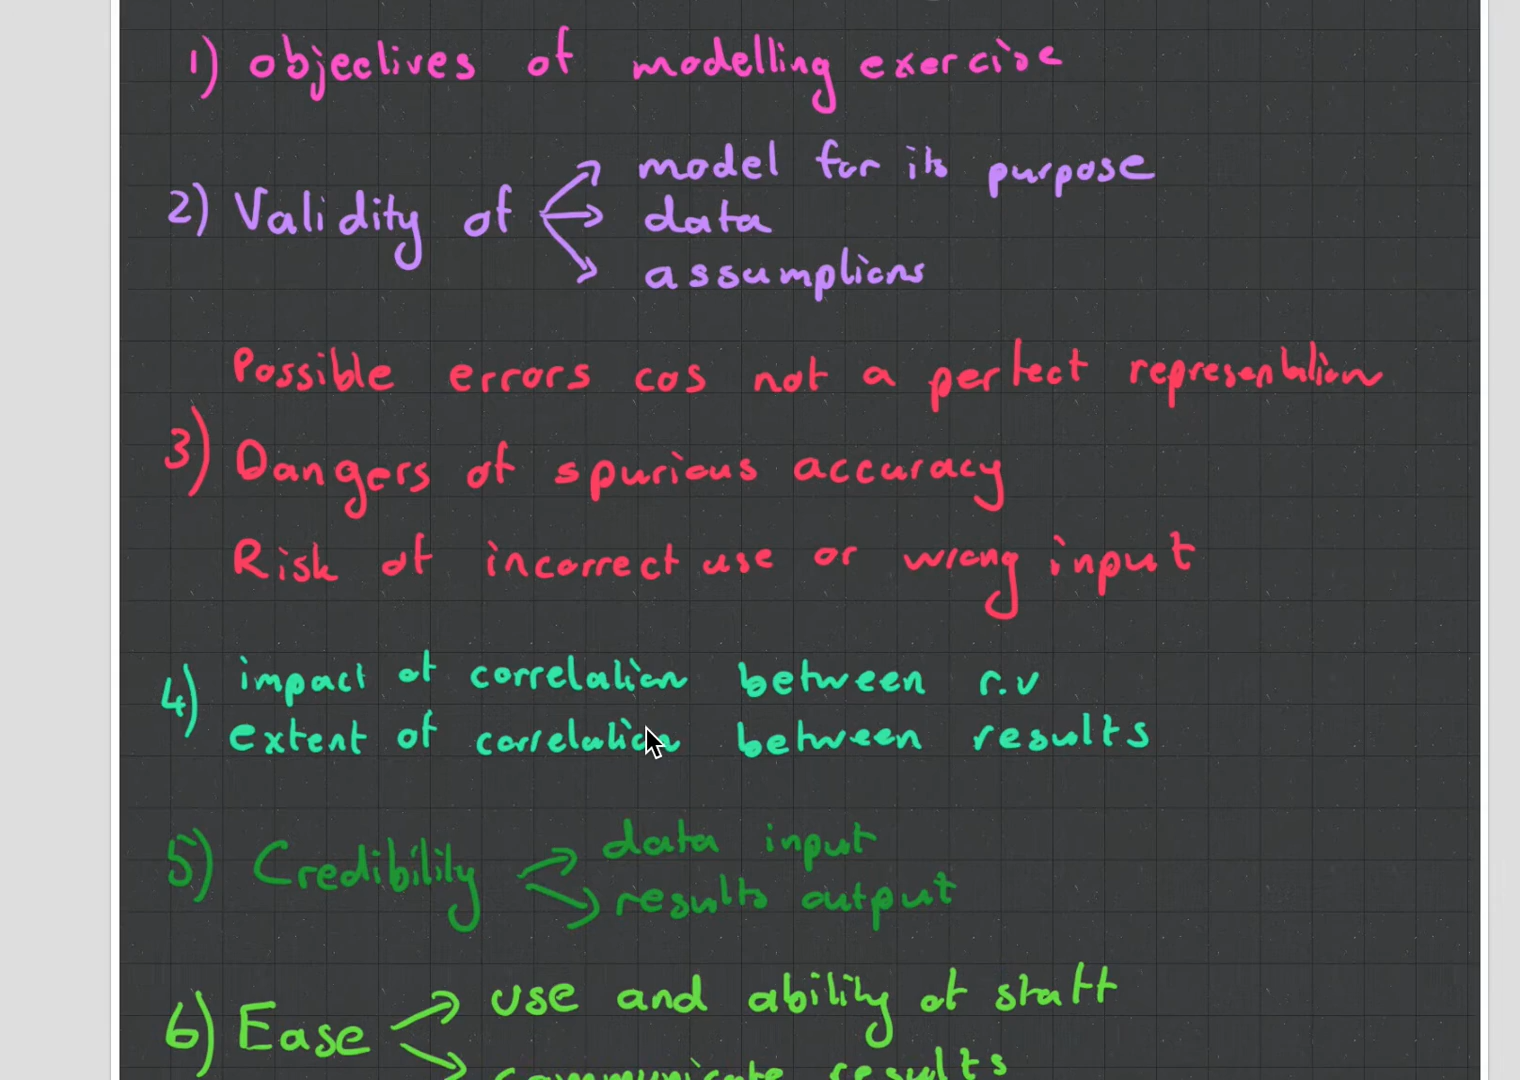 1) objectives of modelling exercise
2) Validity of
model for its purpose
data
assumptions
Possible errors cos not a perfect representation
3) Dangers of spurious accuracy
Risk of incorrect use or wrong input
4) impact of correlation between r.v
extent of correlation between results
5) Credibility
data input
results output
6) Ease
use and ability of staff
communicate results